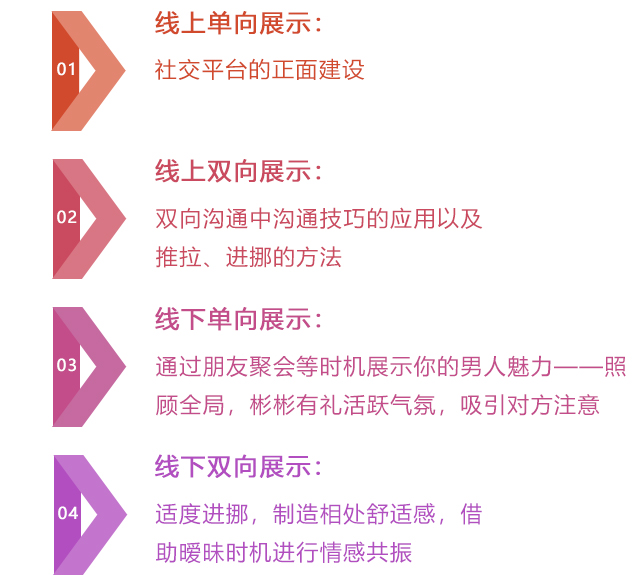 线上单向展示：
01
社交平台的正面建设
线上双向展示：
02
双向沟通中沟通技巧的应用以及
推拉、进挪的方法
线下单向展示：
03
通过朋友聚会等时机展示你的男人魅力——照
顾全局，彬彬有礼活跃气氛，吸引对方注意
线下双向展示：
04
适度进挪，制造相处舒适感，借
助暧昧时机进行情感共振